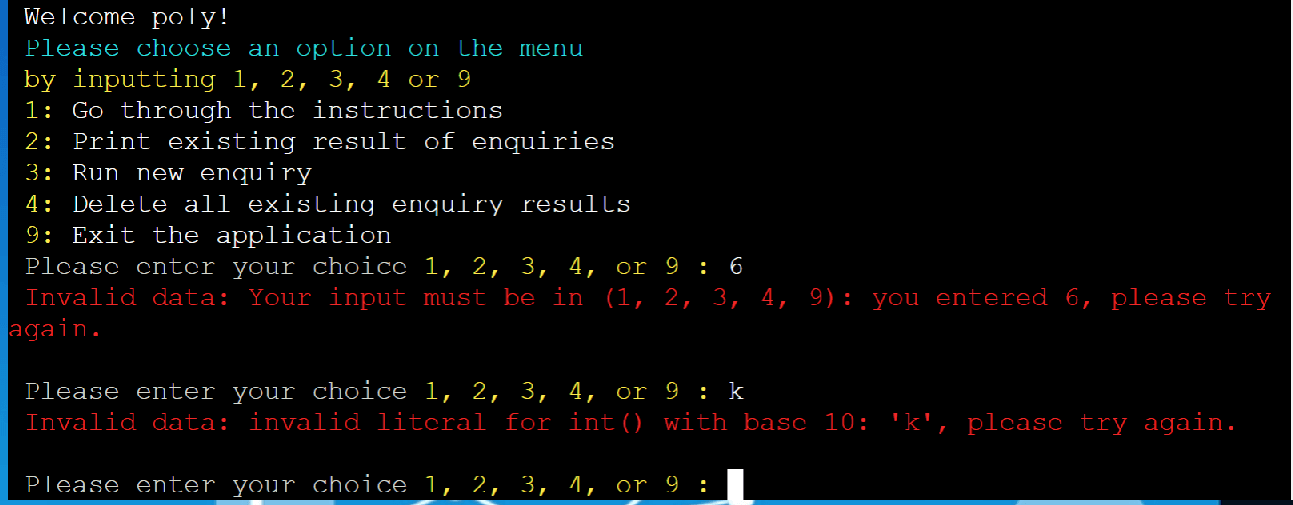 Welcome poly!
Please choose an option on the menu
by inputting 1, 2, 3, 4 or 9
1: Go through the instructions
2: Print existing result of enquiries
3: Run new enquiry
4: Delete all existing enquiry results
9: Exit the application
Please enter your choice 1, 2, 3, 4, or 9 : 6
Invalid data: Your input must be in (1, 2, 3, 4, 9): you entered 6, please try
again.
Please enter your choice 1, 2, 3, 4, or 9 : k
Invalid data: invalid literal for int() with base 10: 'k', please try again.
Please enter your choice 1, 2, 3, 4, or 9 :